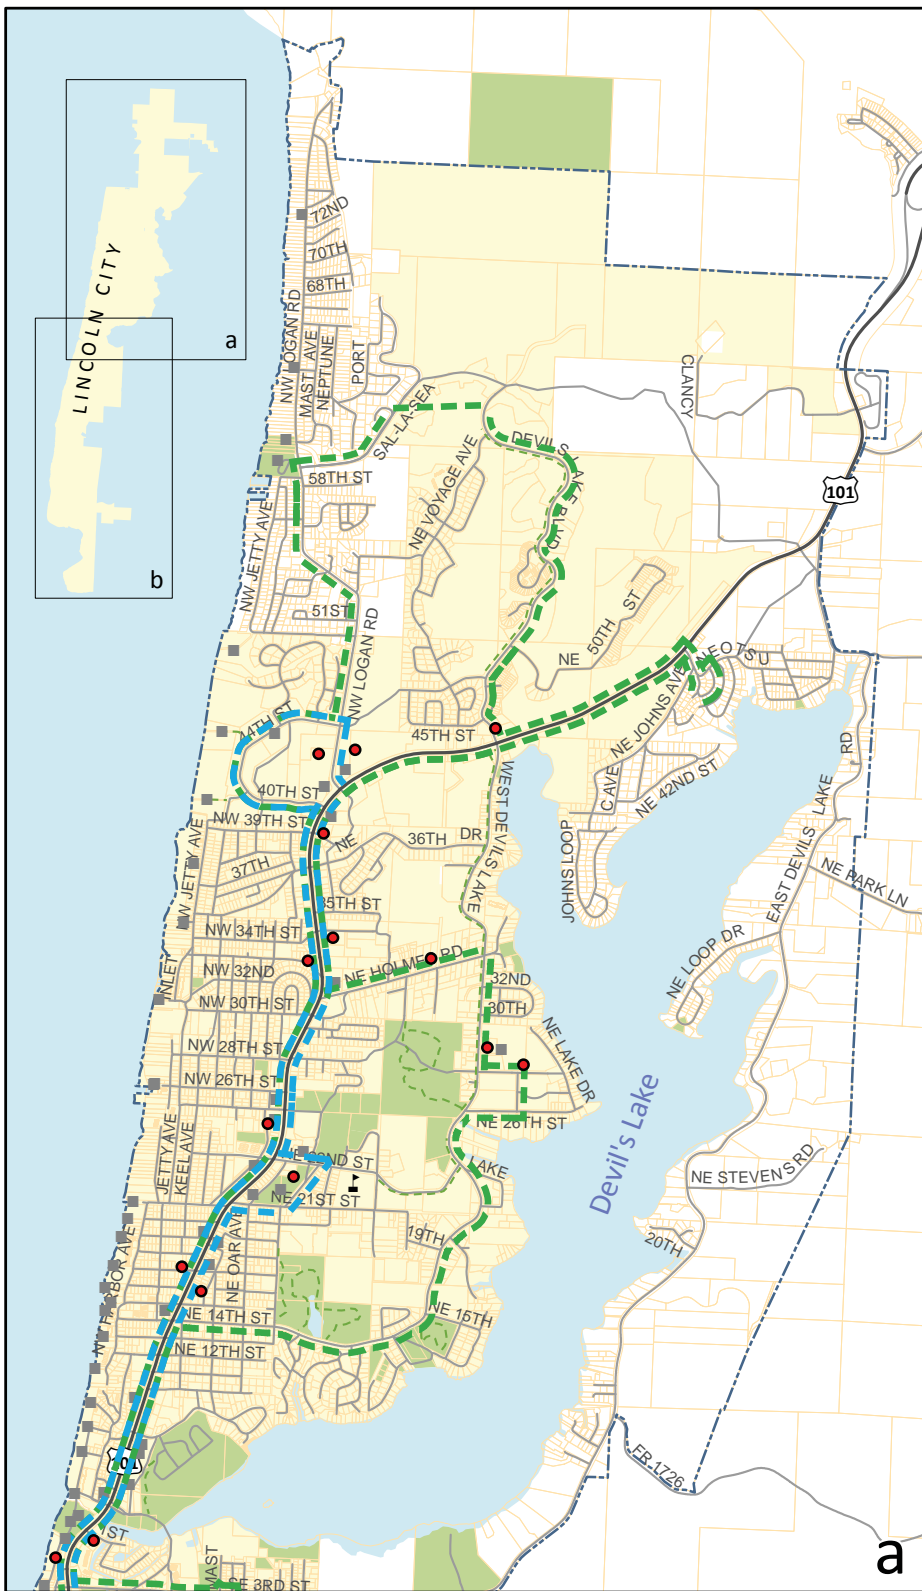 LINCOLN CITY
a
b
72ND
70TH
68TH
NW LOGAN RD
MAST AVE
NEPTUNE
PORT
SAL-LA-SEA
58TH ST
CLANCY
DEVILS LAKE BLVD
NE VOYAGE AVE
101
NW JETTY AVE
51ST
NW LOGAN RD
NE 50TH ST
NEOTSU
44TH ST
45TH ST
NE JOHNS AVE
40TH ST
C AVE
NE 42ND ST
NW 39TH ST
NE 36TH DR
WEST DEVILS LAKE
JOHNS LOOP
EAST DEVILS LAKE RD
37TH
NW JETTY AVE
NE PARK LN
35TH ST
NW 34TH ST
NE HOLMES RD
NW 32ND
32ND
NE LOOP DR
INLET
NW 30TH ST
30TH
NE LAKE DR
NW 28TH ST
NW 26TH ST
NE 26TH ST
JETTY AVE
KEEL AVE
NE 22ND ST
LAKE
Devil's Lake
NE STEVENS RD
NE 21ST ST
19TH
20TH
NE OAR AVE
NW HARBOR AVE
NE 14TH ST
NE 15TH
NE 12TH ST
101
FR 1726
ST
MAST
SE 3RD ST
a